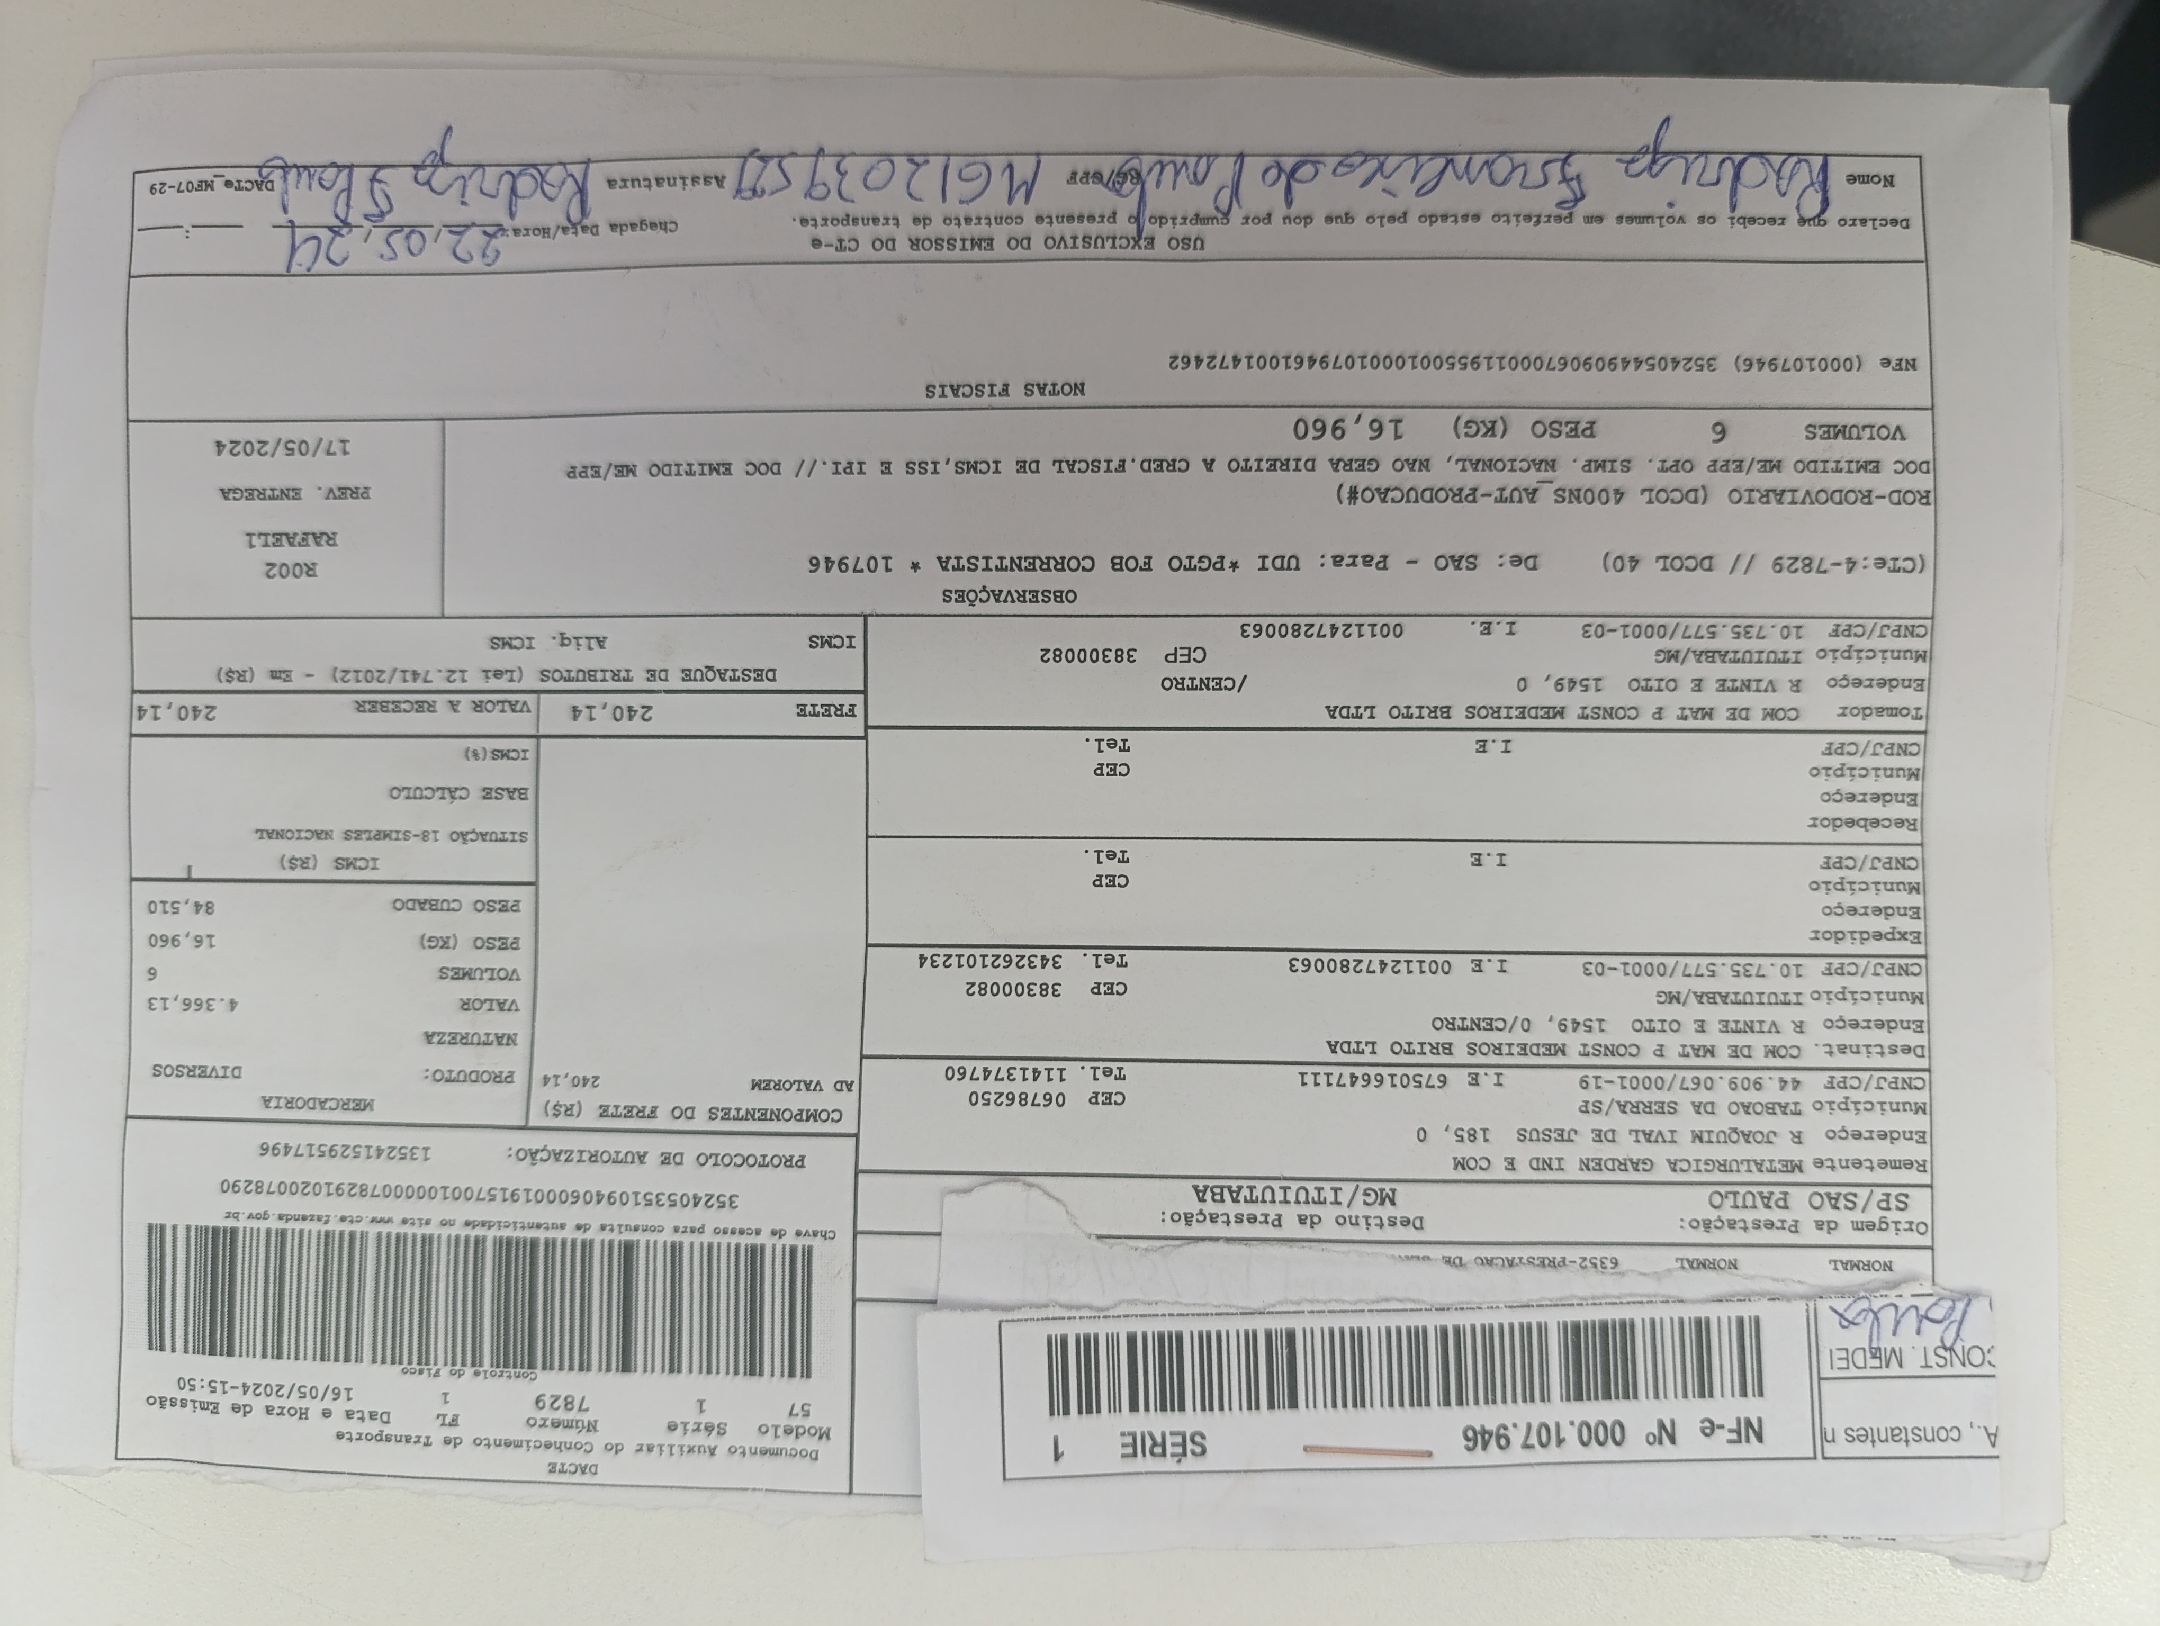 A., constantes n
CONST. MEDEI
Paula
NF-e Nº 000.107.946 SÉRIE 1
DACTE
Documento Auxiliar do Conhecimento de Transporte
Modelo Série Número FL Data e Hora de Emissão
57 1 7829 1 16/05/2024-15:50
Controle do Fisco
Chave de acesso para consulta de autenticidade no site www.cte.fazenda.gov.br
35240535109406000191570010000078291020078290
PROTOCOLO DE AUTORIZAÇÃO: 135241529517496
NORMAL NORMAL 6352-PRESTACAO DE
Origem da Prestação: Destino da Prestação:
SP/SAO PAULO MG/ITUIUTABA
Remetente METALURGICA GARDEN IND E COM
Endereço R JOAQUIM IVAL DE JESUS 185, 0
Município TABOAO DA SERRA/SP CEP 06786250
CNPJ/CPF 44.909.067/0001-19 I.E 675016647111 Tel. 1141374760
Destinat. COM DE MAT P CONST MEDEIROS BRITO LTDA
Endereço R VINTE E OITO 1549, 0/CENTRO
Município ITUIUTABA/MG CEP 38300082
CNPJ/CPF 10.735.577/0001-03 I.E 0011247280063 Tel. 343262101234
Expedidor
Endereço
Município CEP
CNPJ/CPF I.E Tel.
Recebedor
Endereço
Município CEP
CNPJ/CPF I.E Tel.
Tomador COM DE MAT P CONST MEDEIROS BRITO LTDA
Endereço R VINTE E OITO 1549, 0 /CENTRO
Município ITUIUTABA/MG CEP 38300082
CNPJ/CPF 10.735.577/0001-03 I.E. 0011247280063
COMPONENTES DO FRETE (R$)
AD VALOREM 240,14
MERCADORIA
PRODUTO: DIVERSOS
NATUREZA
VALOR 4.366,13
VOLUMES 6
PESO (KG) 16,960
PESO CUBADO 84,510
ICMS (R$)
SITUAÇÃO 18-SIMPLES NACIONAL
BASE CÁLCULO
ICMS(%)
FRETE 240,14 VALOR A RECEBER 240,14
DESTAQUE DE TRIBUTOS (Lei 12.741/2012) - Em (R$)
ICMS Aliq. ICMS
OBSERVAÇÕES
(CTe:4-7829 // DCOL 40) De: SAO - Para: UDI *PGTO FOB CORRENTISTA * 107946
ROD-RODOVIARIO (DCOL 400NS_AUT-PRODUCAO#)
DOC EMITIDO ME/EPP OPT. SIMP. NACIONAL, NAO GERA DIREITO A CRED.FISCAL DE ICMS,ISS E IPI.// DOC EMITIDO ME/EPP
VOLUMES 6 PESO (KG) 16,960
R002
RAFAEL1
PREV. ENTREGA
17/05/2024
NOTAS FISCAIS
NFe (000107946) 35240544909067000119550010001079461001472462
USO EXCLUSIVO DO EMISSOR DO CT-e
Declaro que recebi os volumes em perfeito estado pelo que dou por cumprido o presente contrato de transporte. Chegada Data/Hora: 22,05,24 __:__
Nome Rodrigo Francisco de Paula RG/CPF MG12039527 Assinatura Rodrigo F Paula DACTe_MF07-29